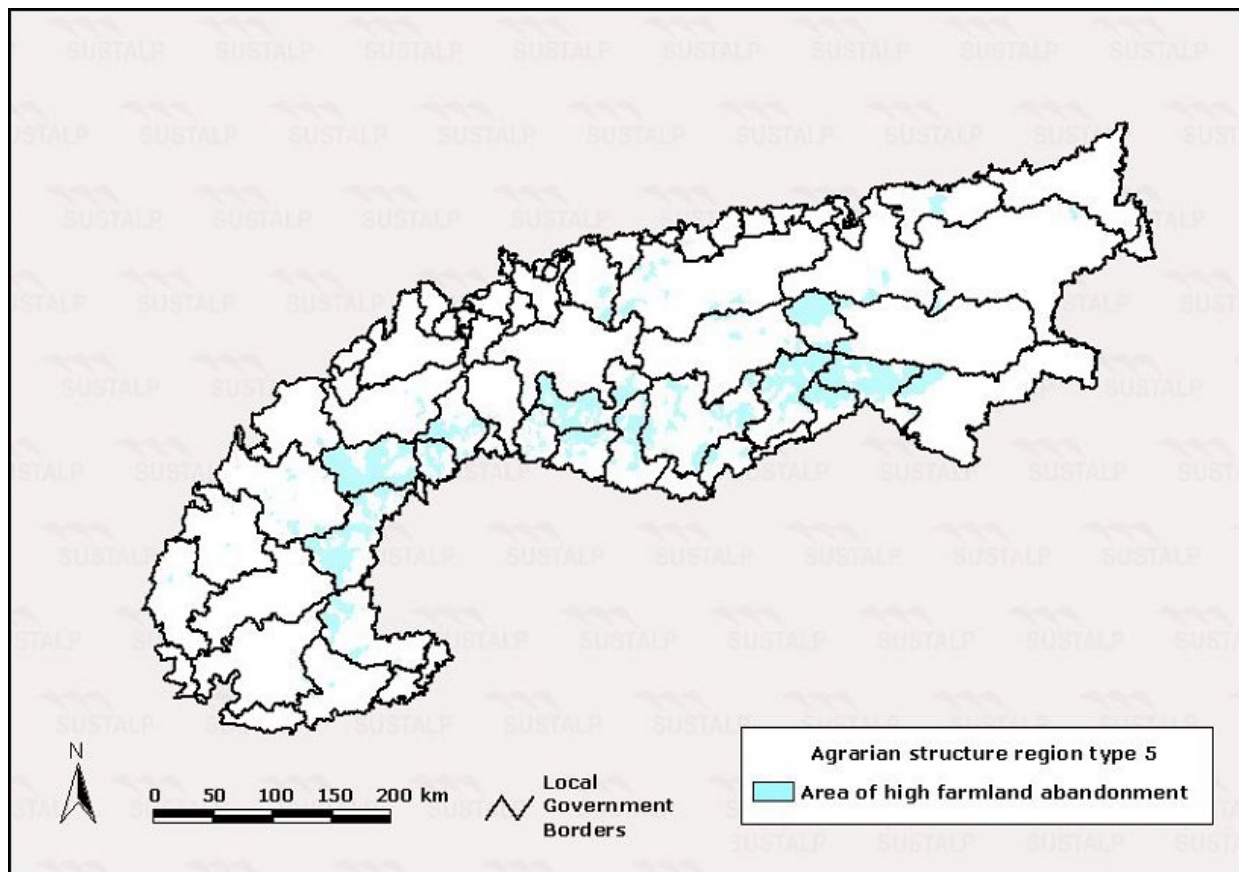 N
0 50 100 150 200 km
Local
Government
Borders
Agrarian structure region type 5
Area of high farmland abandonment
SUSTALP